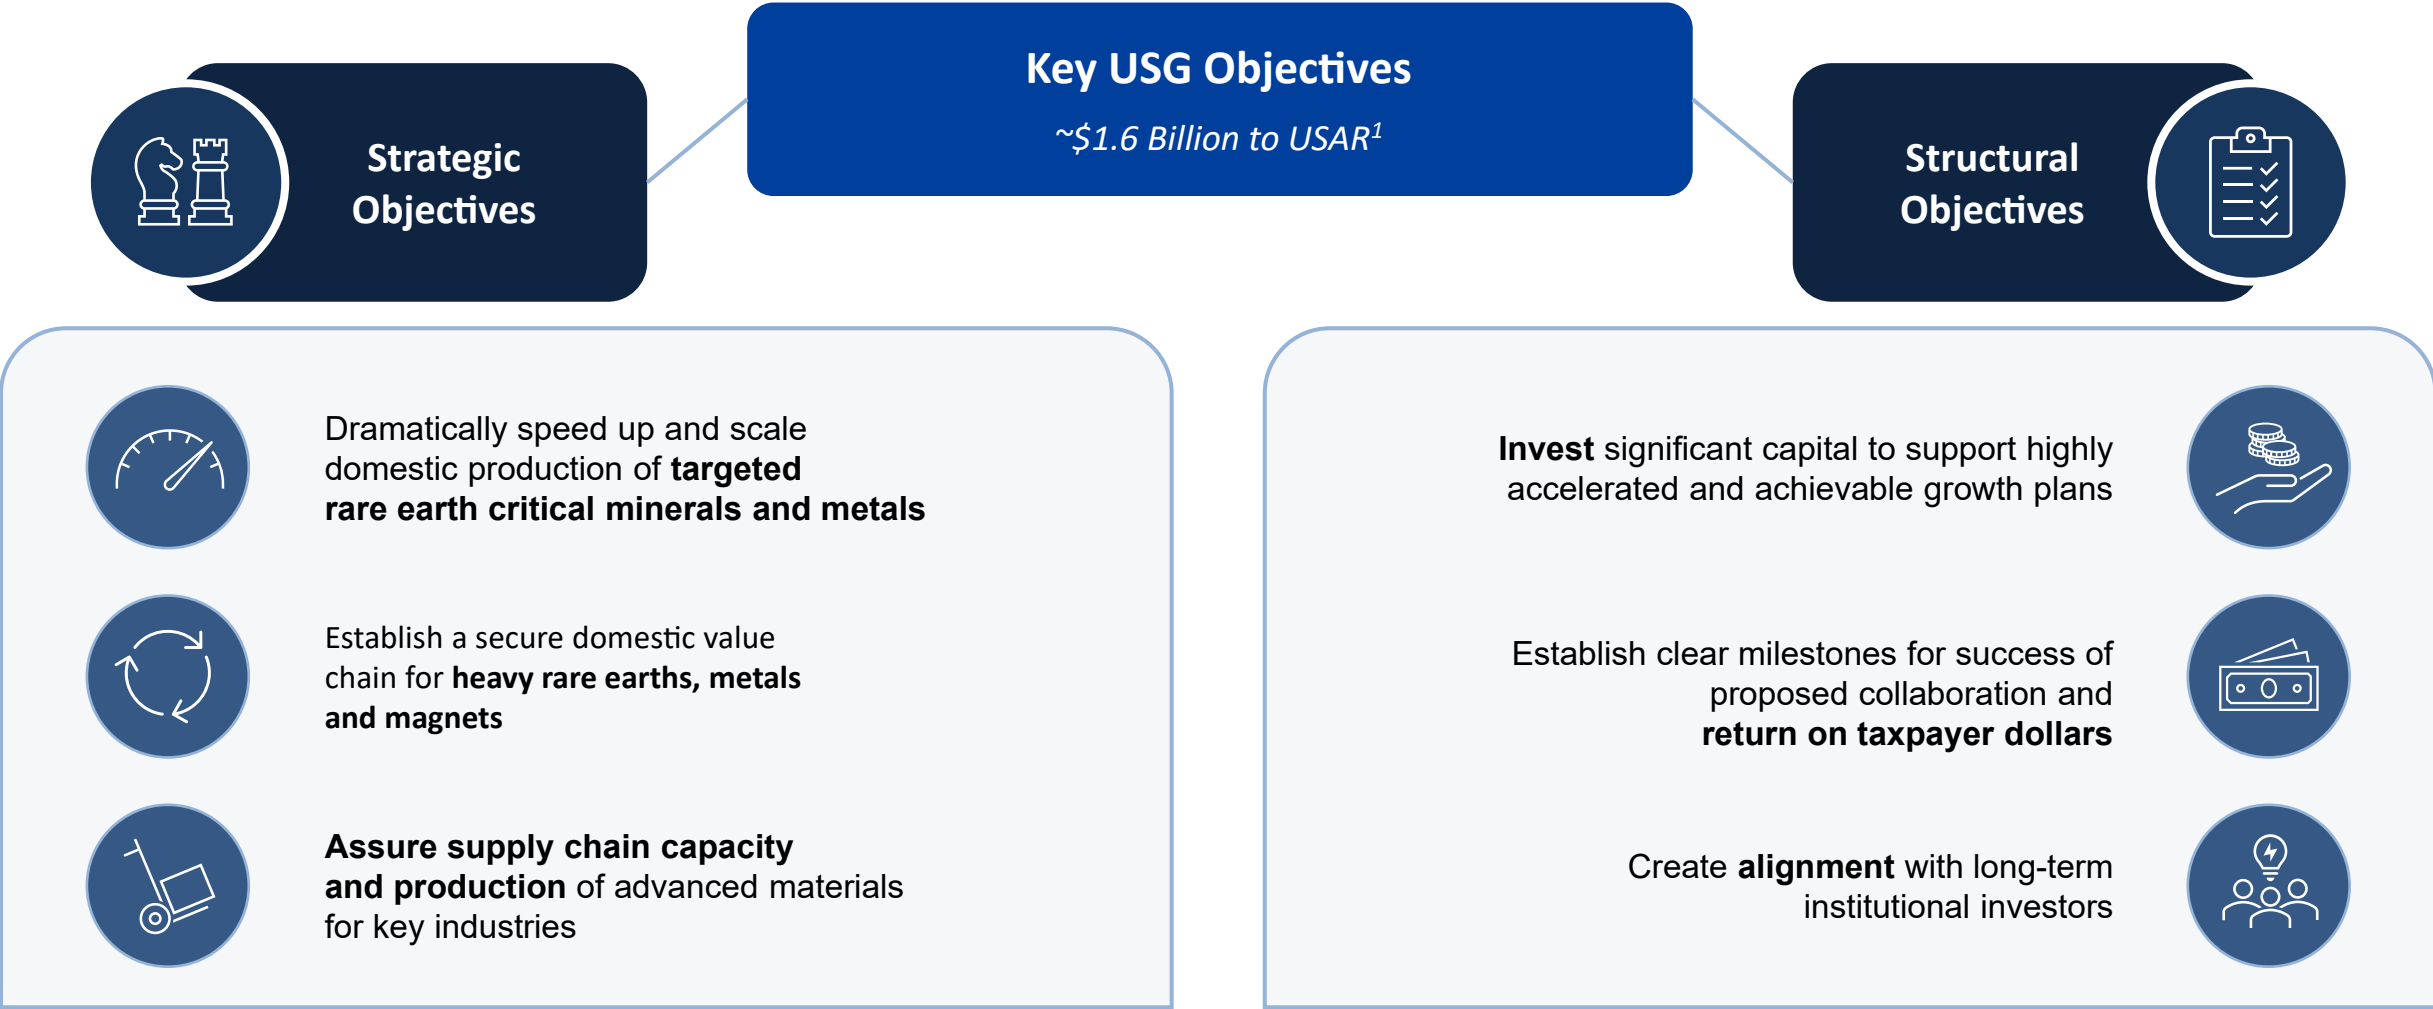 Key USG Objectives
~$1.6 Billion to USAR¹
Strategic
Objectives
Dramatically speed up and scale
domestic production of targeted
rare earth critical minerals and metals
Establish a secure domestic value
chain for heavy rare earths, metals
and magnets
Assure supply chain capacity
and production of advanced materials
for key industries
Structural
Objectives
Invest significant capital to support highly
accelerated and achievable growth plans
Establish clear milestones for success of
proposed collaboration and
return on taxpayer dollars
Create alignment with long-term
institutional investors